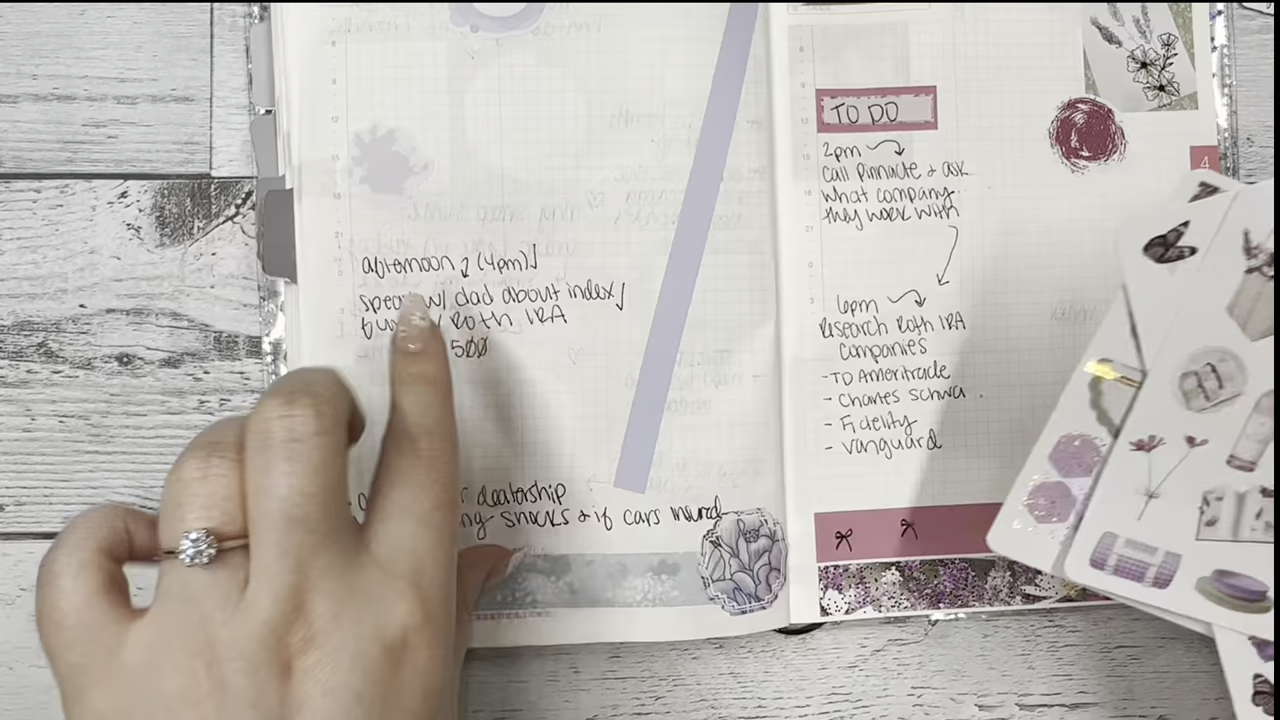 afternoon (4pm)
w/ dad about index
Roth IRA
500
dealership
snacks & if cars insured
TO DO
2pm
Call Pinnacle & ask
what company
they work with
6pm
Research Roth IRA
companies
- TD Ameritrade
- Charles Schwa
- Fidelity
- Vanguard
4